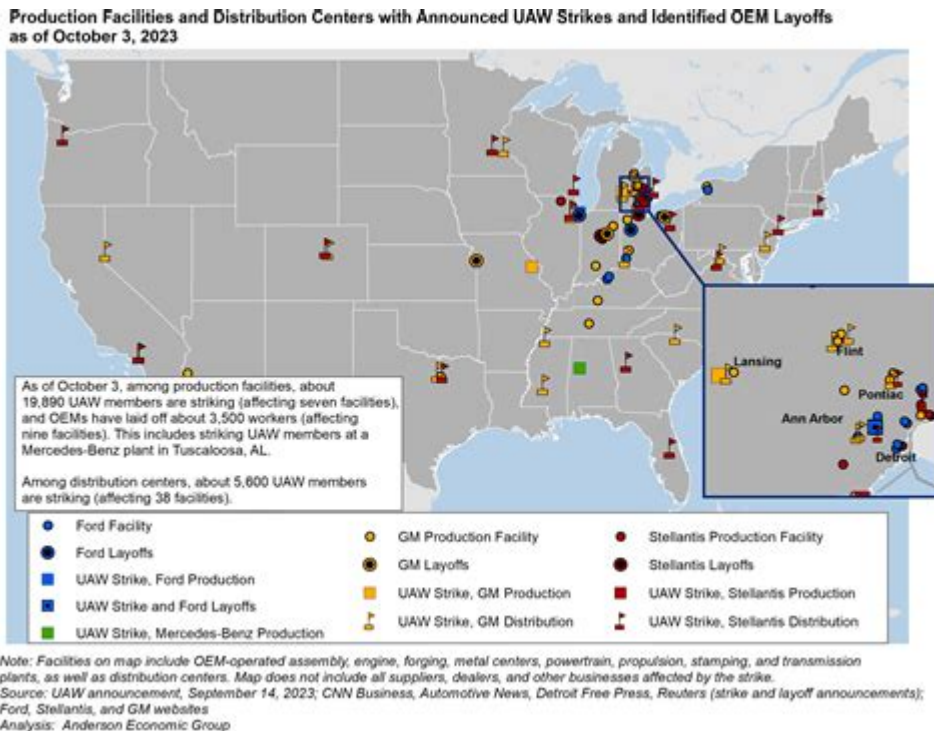 Production Facilities and Distribution Centers with Announced UAW Strikes and Identified OEM Layoffs
as of October 3, 2023
Lansing
Flint
Pontiac
Ann Arbor
Detroit
As of October 3, among production facilities, about
19,890 UAW members are striking (affecting seven facilities),
and OEMs have laid off about 3,500 workers (affecting
nine facilities). This includes striking UAW members at a
Mercedes-Benz plant in Tuscaloosa, AL.
Among distribution centers, about 5,600 UAW members
are striking (affecting 38 facilities).
Ford Facility
Ford Layoffs
UAW Strike, Ford Production
UAW Strike and Ford Layoffs
UAW Strike, Mercedes-Benz Production
GM Production Facility
GM Layoffs
UAW Strike, GM Production
UAW Strike, GM Distribution
Stellantis Production Facility
Stellantis Layoffs
UAW Strike, Stellantis Production
UAW Strike, Stellantis Distribution
Note: Facilities on map include OEM-operated assembly, engine, forging, metal centers, powertrain, propulsion, stamping, and transmission
plants, as well as distribution centers. Map does not include all suppliers, dealers, and other businesses affected by the strike.
Source: UAW announcement, September 14, 2023; CNN Business, Automotive News, Detroit Free Press, Reuters (strike and layoff announcements);
Ford, Stellantis, and GM websites
Analysis: Anderson Economic Group